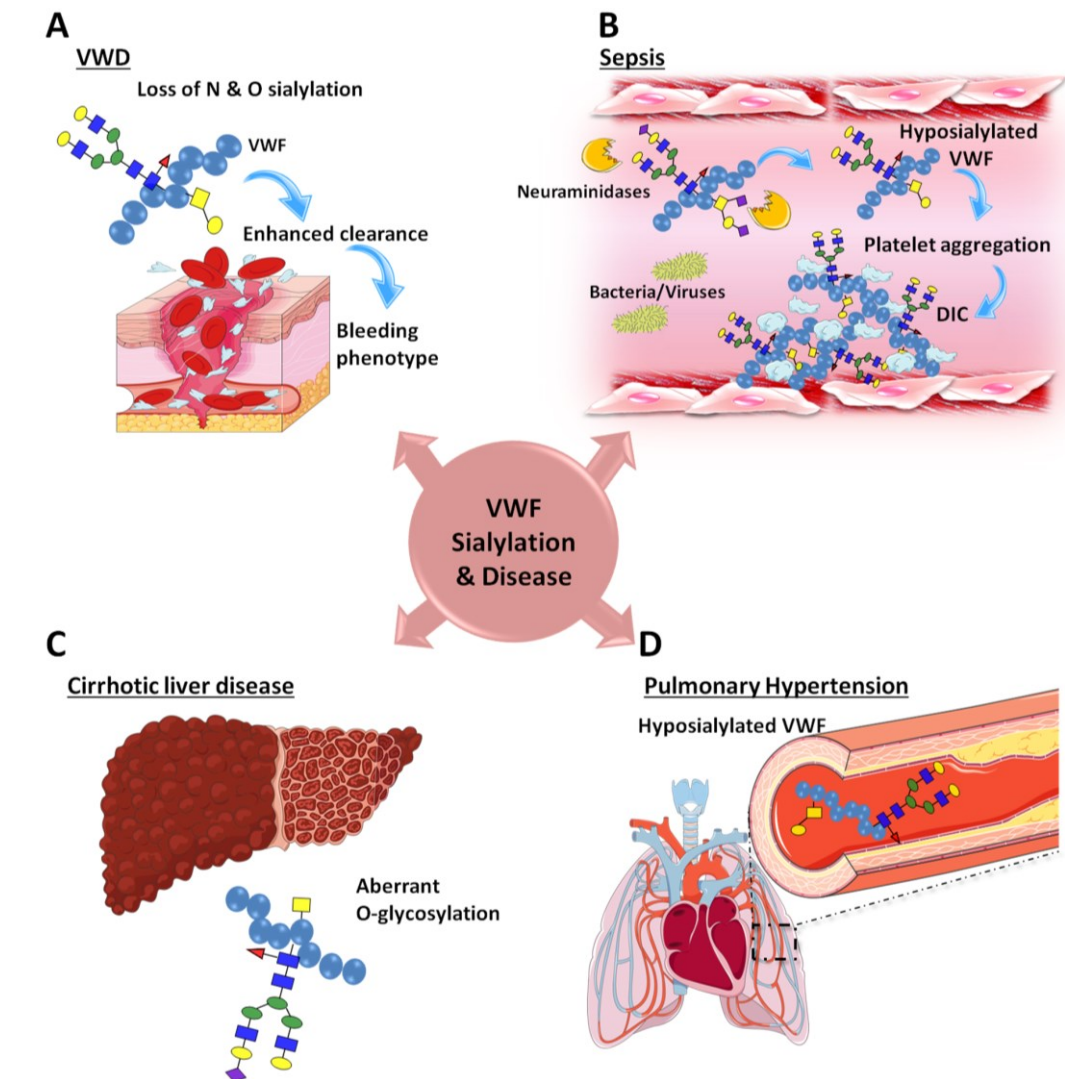 A
VWD
Loss of N & O sialylation
VWF
Enhanced clearance
Bleeding
phenotype
B
Sepsis
Hyposialylated
VWF
Neuraminidases
Platelet aggregation
Bacteria/Viruses
DIC
VWF
Sialylation
& Disease
C
Cirrhotic liver disease
Aberrant
O-glycosylation
D
Pulmonary Hypertension
Hyposialylated VWF